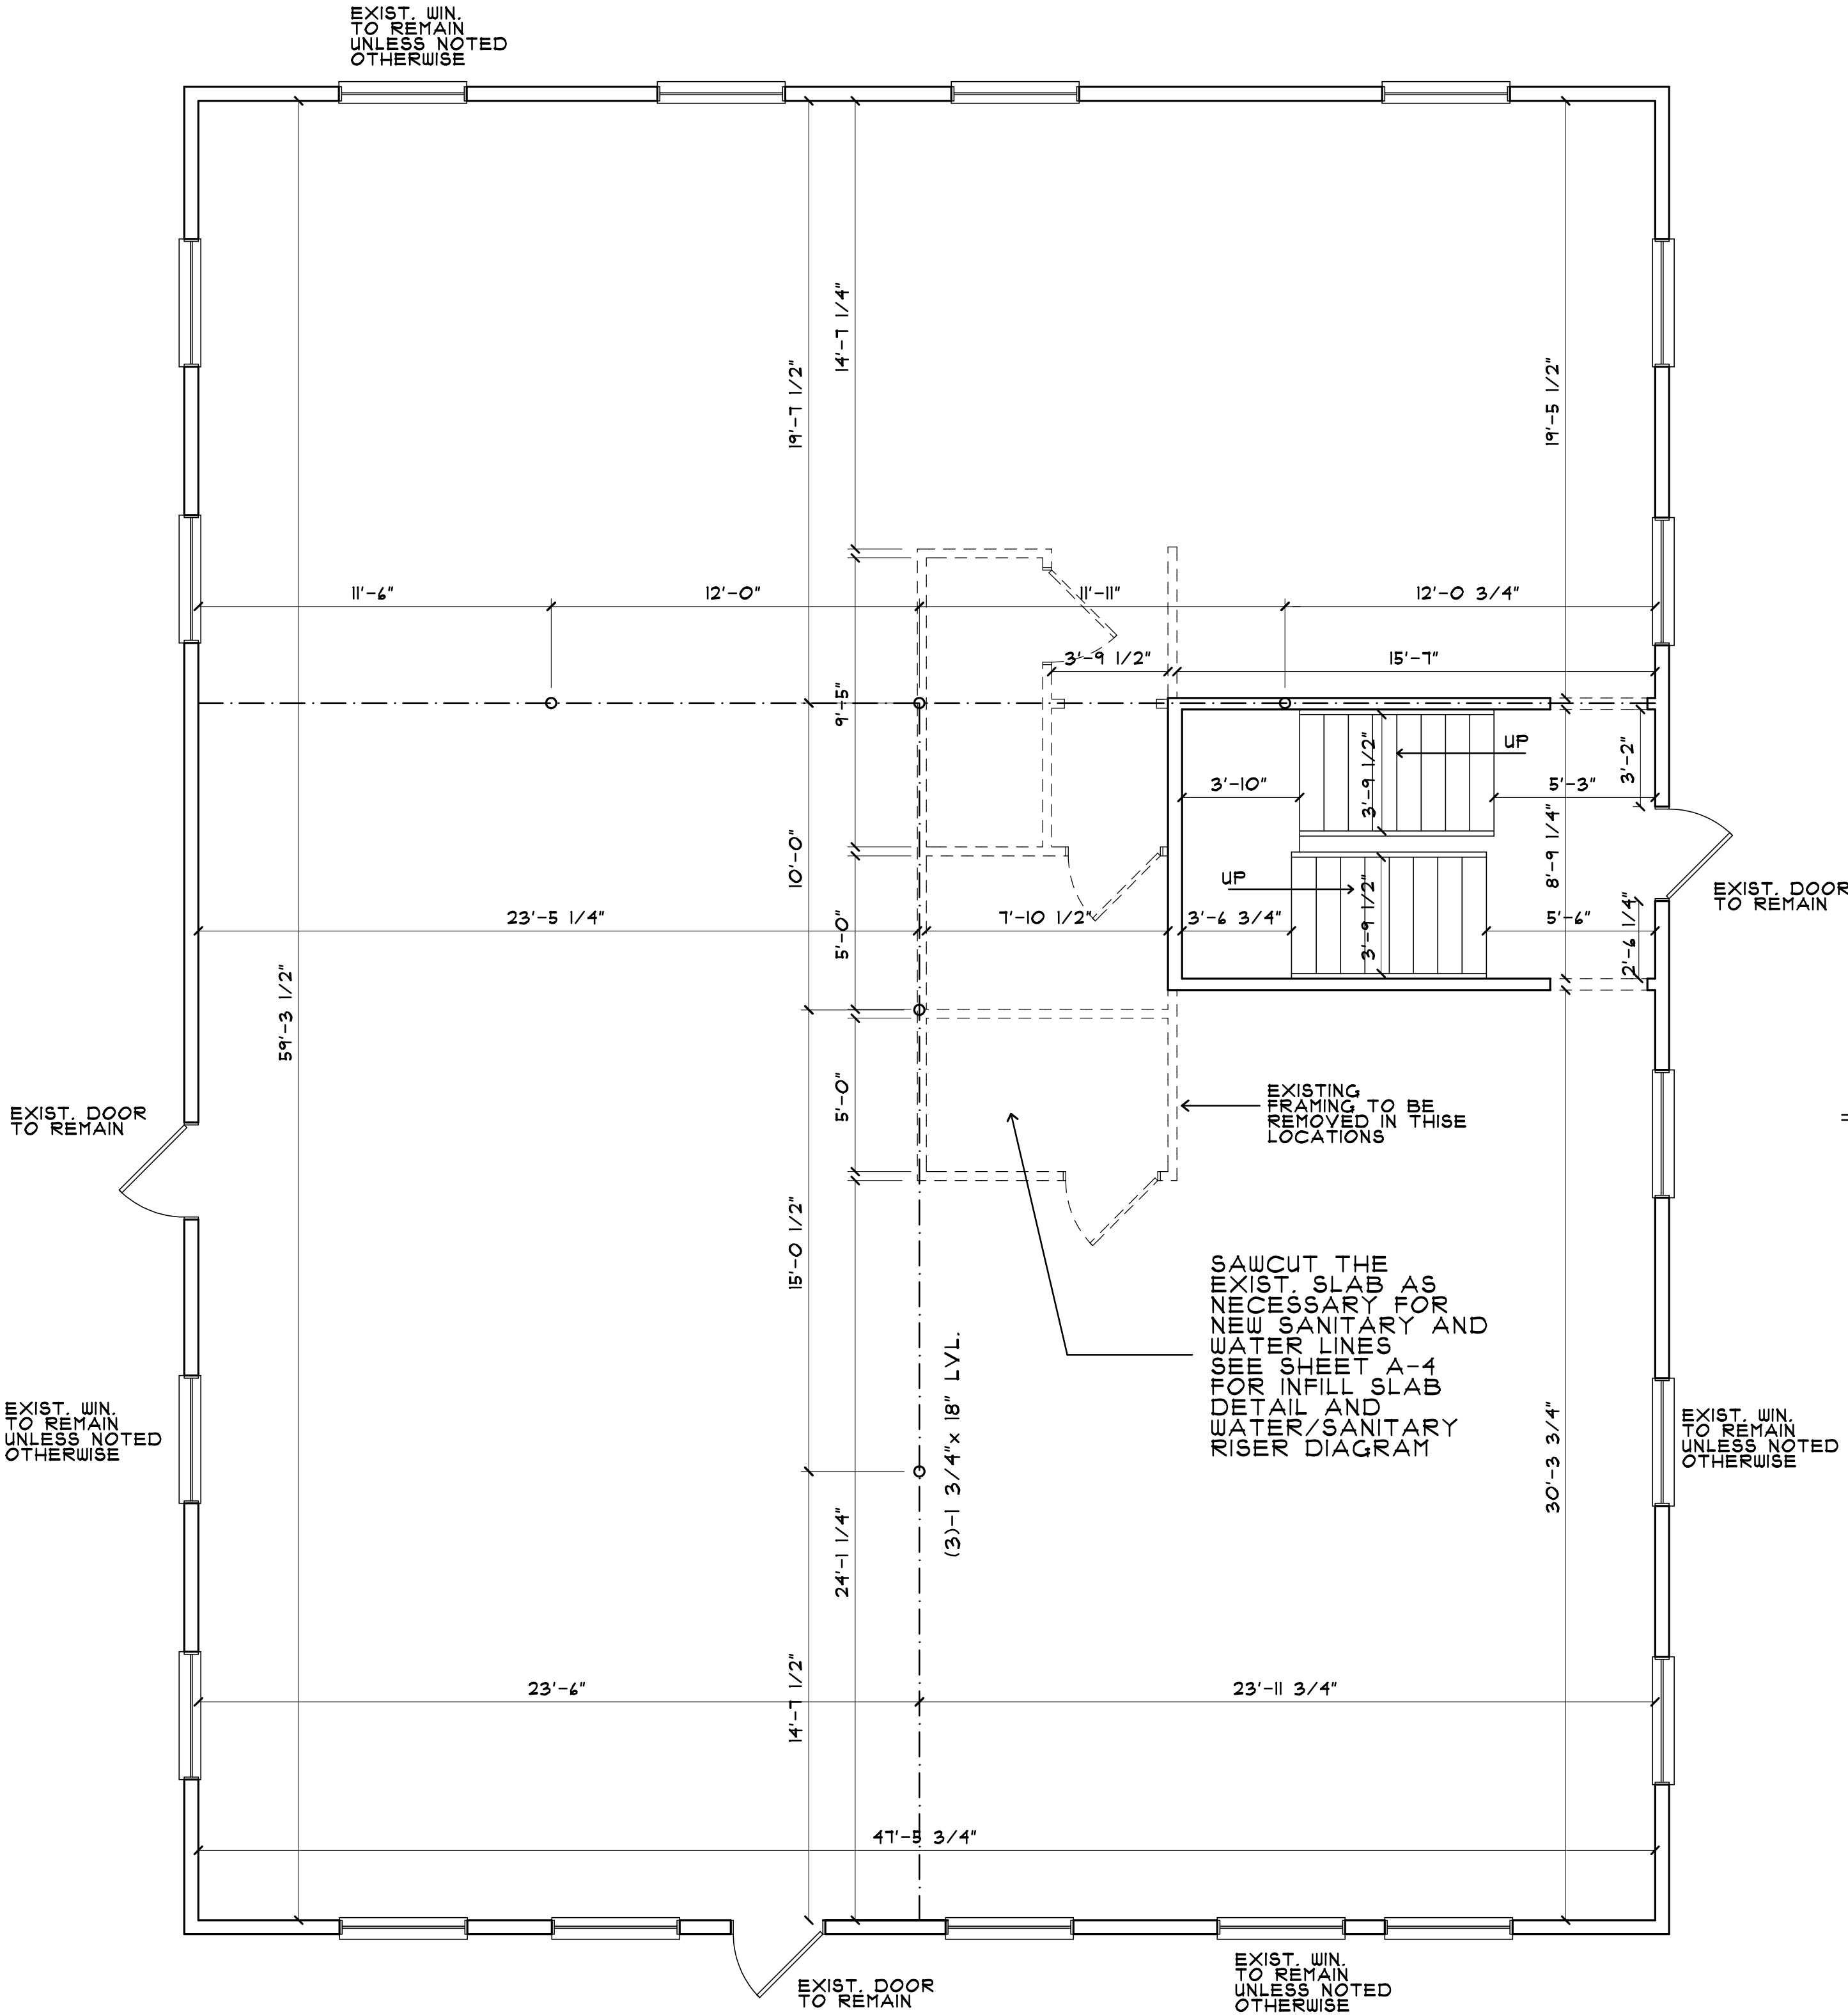 EXIST. WIN.
TO REMAIN
UNLESS NOTED
OTHERWISE
14'-7 1/4"
19'-7 1/2"
19'-5 1/2"
11'-6"
12'-0"
11'-11"
12'-0 3/4"
3'-9 1/2"
15'-7"
9'-5"
UP
3'-9 1/2"
3'-2"
3'-10"
5'-3"
10'-0"
8'-9 1/4"
UP
3'-9 1/2"
EXIST. DOOR
TO REMAIN
23'-5 1/4"
5'-0"
7'-10 1/2"
3'-6 3/4"
5'-6"
2'-6 1/4"
59'-3 1/2"
5'-0"
EXISTING
FRAMING TO BE
REMOVED IN THISE
LOCATIONS
EXIST. DOOR
TO REMAIN
15'-0 1/2"
SAWCUT THE
EXIST. SLAB AS
NECESSARY FOR
NEW SANITARY AND
WATER LINES
SEE SHEET A-4
FOR INFILL SLAB
DETAIL AND
WATER/SANITARY
RISER DIAGRAM
(3)-1 3/4"x 18" LVL.
EXIST. WIN.
TO REMAIN
UNLESS NOTED
OTHERWISE
EXIST. WIN.
TO REMAIN
UNLESS NOTED
OTHERWISE
30'-3 3/4"
24'-1 1/4"
14'-7 1/2"
23'-6"
23'-11 3/4"
47'-5 3/4"
EXIST. DOOR
TO REMAIN
EXIST. WIN.
TO REMAIN
UNLESS NOTED
OTHERWISE